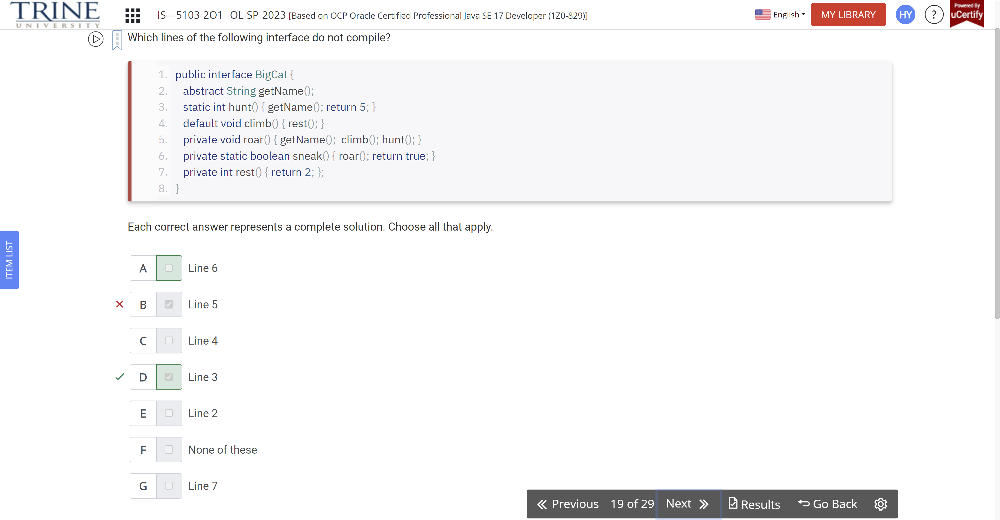 TRINE
UNIVERSITY
IS---5103-2O1--OL-SP-2023 [Based on OCP Oracle Certified Professional Java SE 17 Developer (1Z0-829)]
English
MY LIBRARY
HY
?
Powered By
uCertify
Which lines of the following interface do not compile?
1. public interface BigCat {
2. abstract String getName();
3. static int hunt() { getName(); return 5; }
4. default void climb() { rest(); }
5. private void roar() { getName();  climb(); hunt(); }
6. private static boolean sneak() { roar(); return true; }
7. private int rest() { return 2; };
8. }
Each correct answer represents a complete solution. Choose all that apply.
ITEM LIST
A Line 6
B Line 5
C Line 4
D Line 3
E Line 2
F None of these
G Line 7
Previous 19 of 29 Next Results Go Back